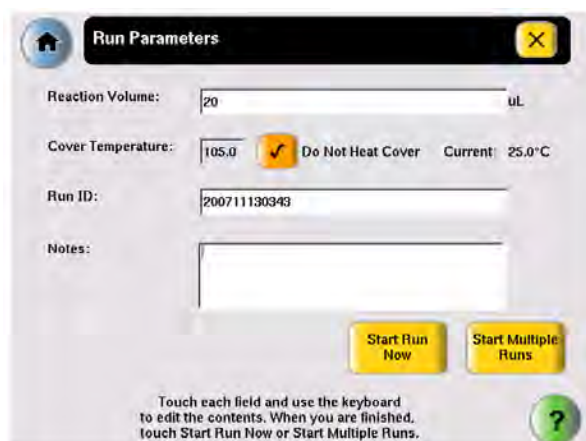 Run Parameters
Reaction Volume: 20 uL
Cover Temperature: 105.0 Do Not Heat Cover Current: 25.0°C
Run ID: 200711130343
Notes:
Start Run Now
Start Multiple Runs
Touch each field and use the keyboard
to edit the contents. When you are finished,
touch Start Run Now or Start Multiple Runs.
?